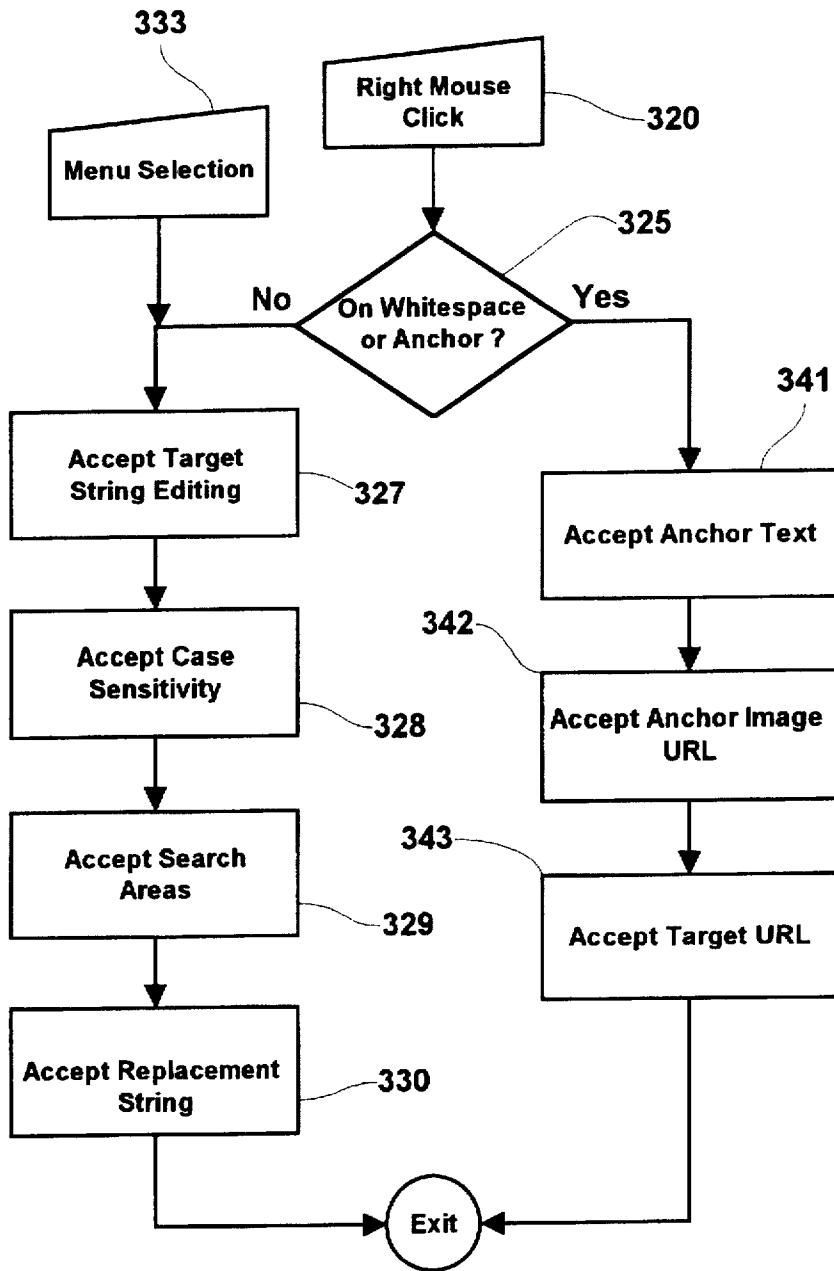 333
Right Mouse
Click
320
Menu Selection
325
No
On Whitespace
or Anchor ?
Yes
341
Accept Target
String Editing
327
Accept Anchor Text
342
Accept Case
Sensitivity
328
Accept Anchor Image
URL
343
Accept Search
Areas
329
Accept Target URL
Accept Replacement
String
330
Exit